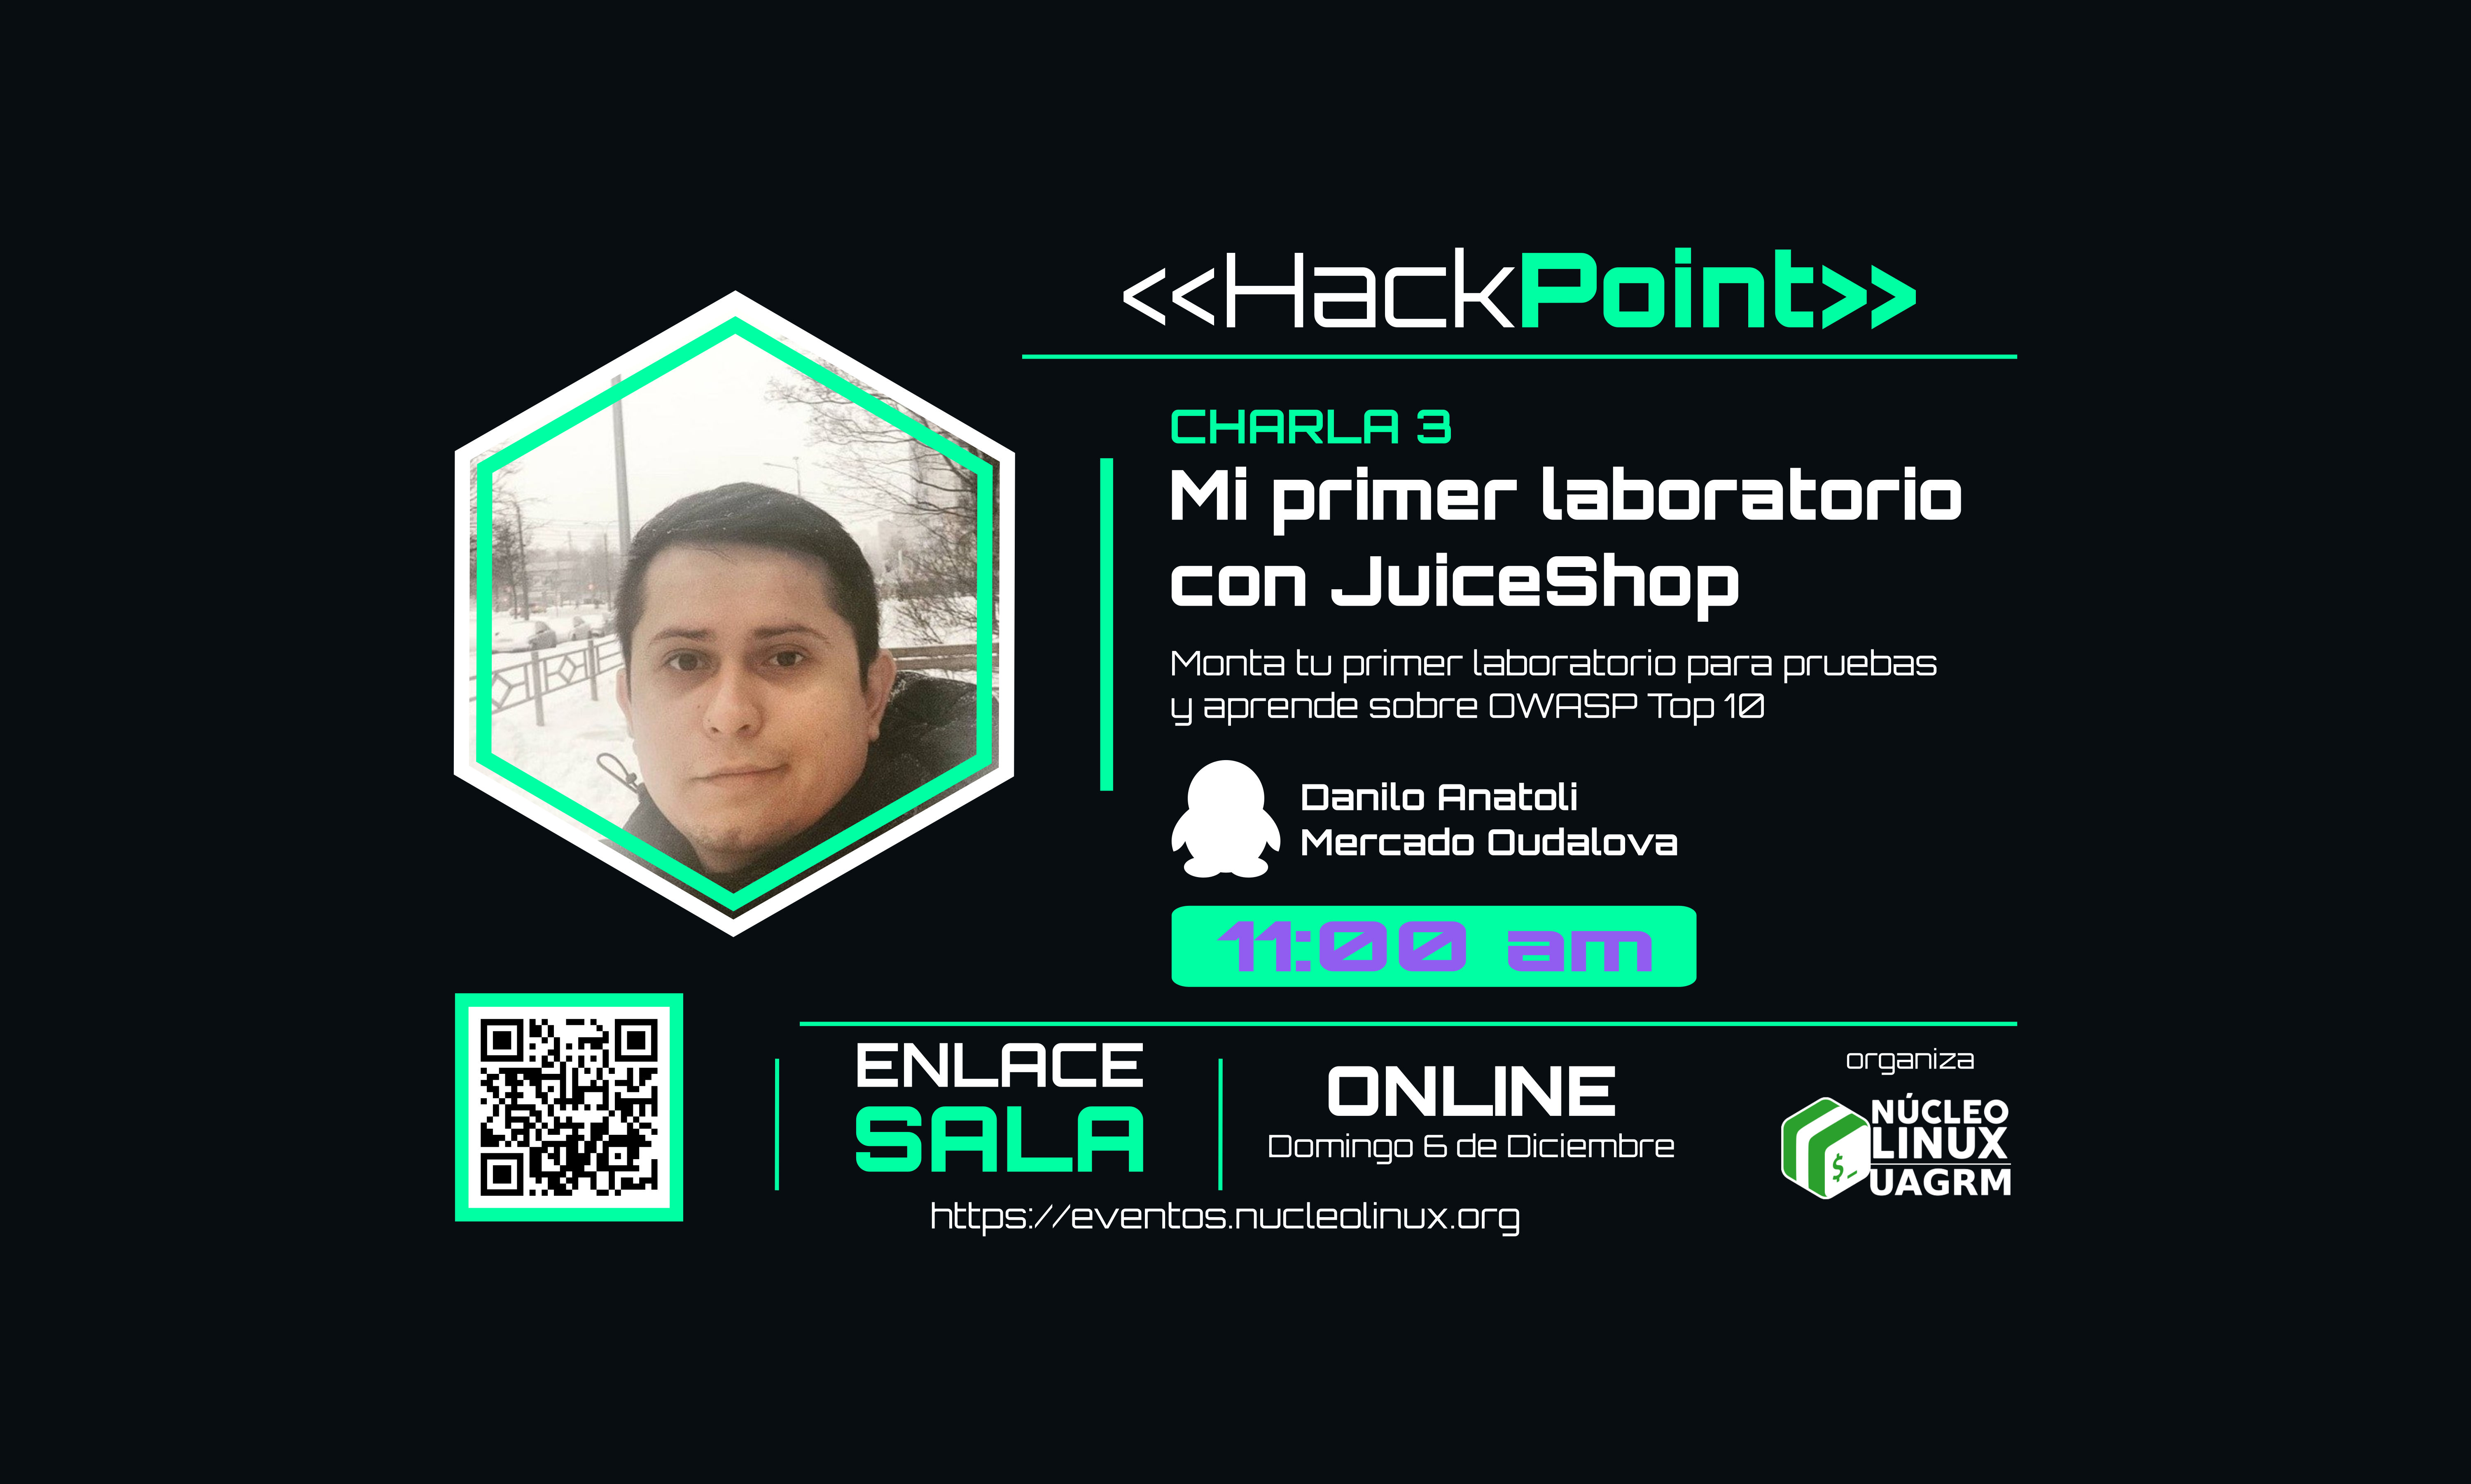 <<HackPoint>>
CHARLA 3
Mi primer laboratorio
con JuiceShop
Monta tu primer laboratorio para pruebas
y aprende sobre OWASP Top 10
Danilo Anatoli
Mercado Oudalova
11:00 am
ENLACE
SALA
ONLINE
Domingo 6 de Diciembre
https://eventos.nucleolinux.org
organiza
NÚCLEO
LINUX
UAGRM
$_